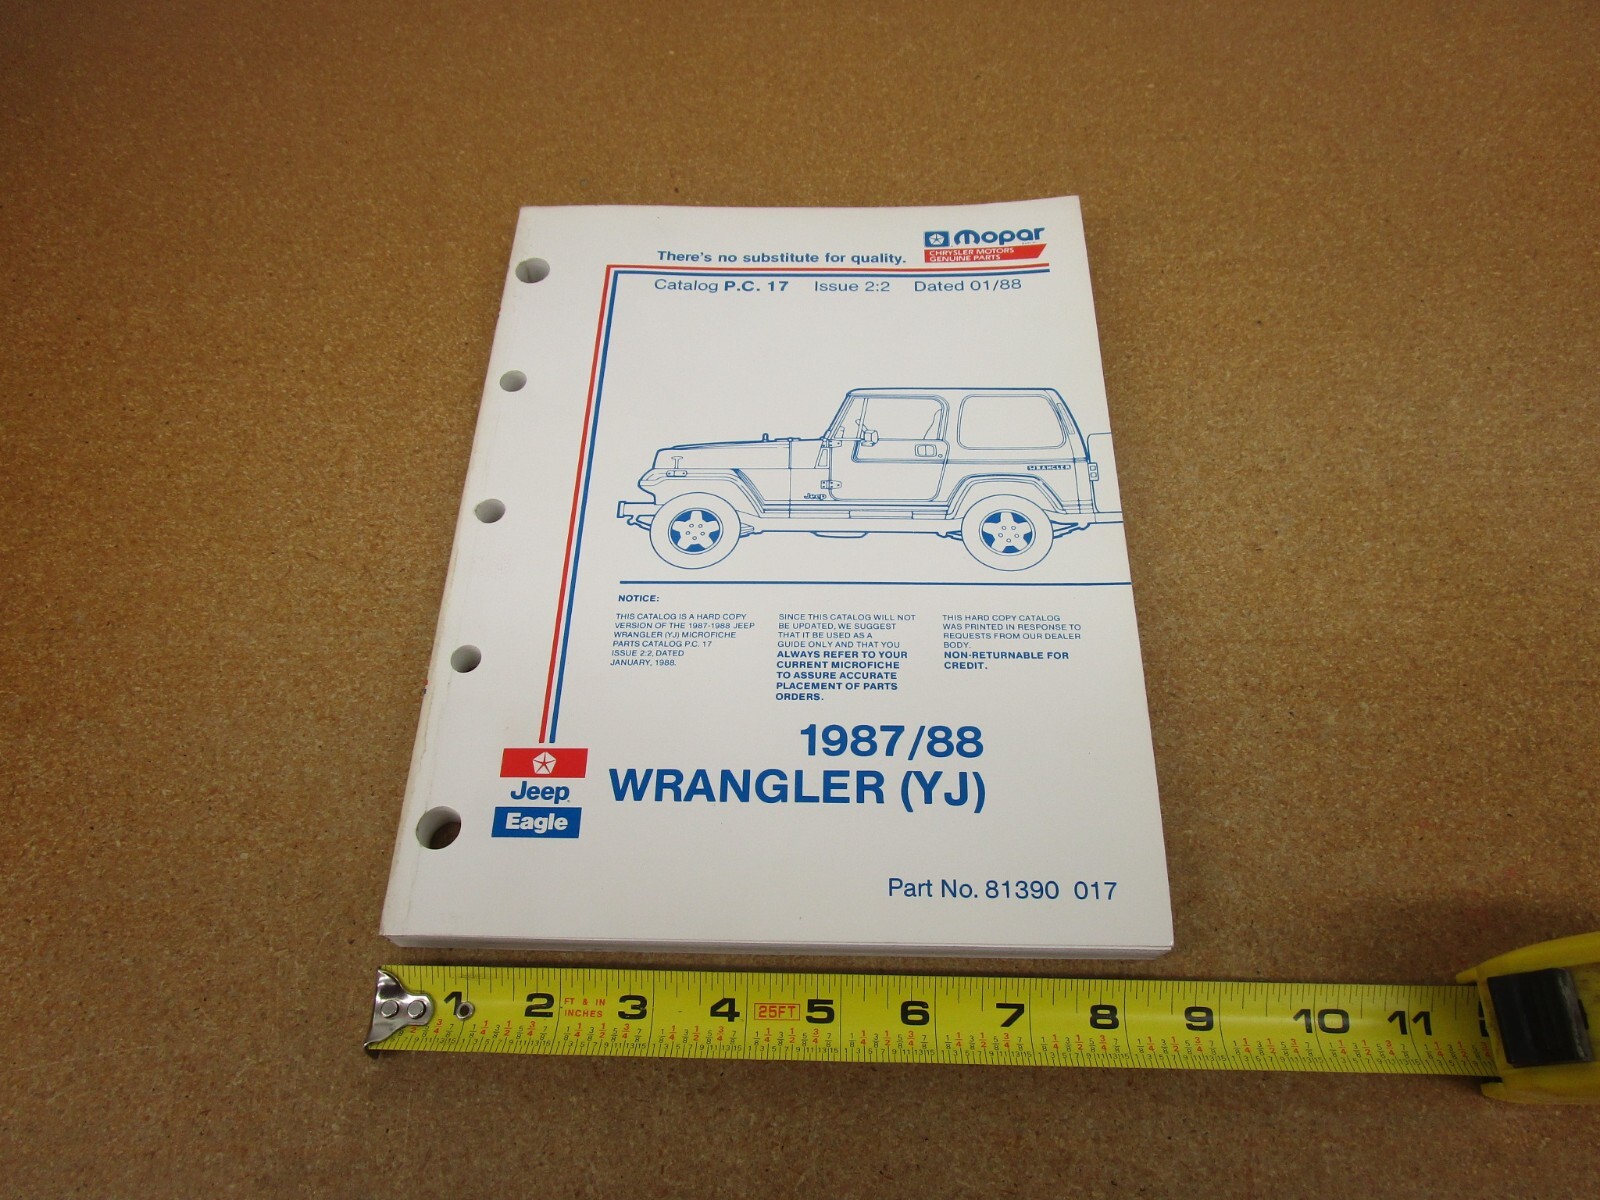 Mopar
CHRYSLER MOTORS
GENUINE PARTS
There's no substitute for quality.
Catalog P.C. 17 Issue 2:2 Dated 01/88
WRANGLER
Jeep
NOTICE:
THIS CATALOG IS A HARD COPY
VERSION OF THE 1987-1988 JEEP
WRANGLER (YJ) MICROFICHE
PARTS CATALOG P.C. 17
ISSUE 2:2, DATED
JANUARY, 1988.
SINCE THIS CATALOG WILL NOT
BE UPDATED, WE SUGGEST
THAT IT BE USED AS A
GUIDE ONLY AND THAT YOU
ALWAYS REFER TO YOUR
CURRENT MICROFICHE
TO ASSURE ACCURATE
PLACEMENT OF PARTS
ORDERS.
THIS HARD COPY CATALOG
WAS PRINTED IN RESPONSE TO
REQUESTS FROM OUR DEALER
BODY.
NON-RETURNABLE FOR
CREDIT.
1987/88
WRANGLER (YJ)
Jeep
Eagle
Part No. 81390 017
1 2 FT & IN INCHES 3 4 25FT 5 6 7 8 9 10 11